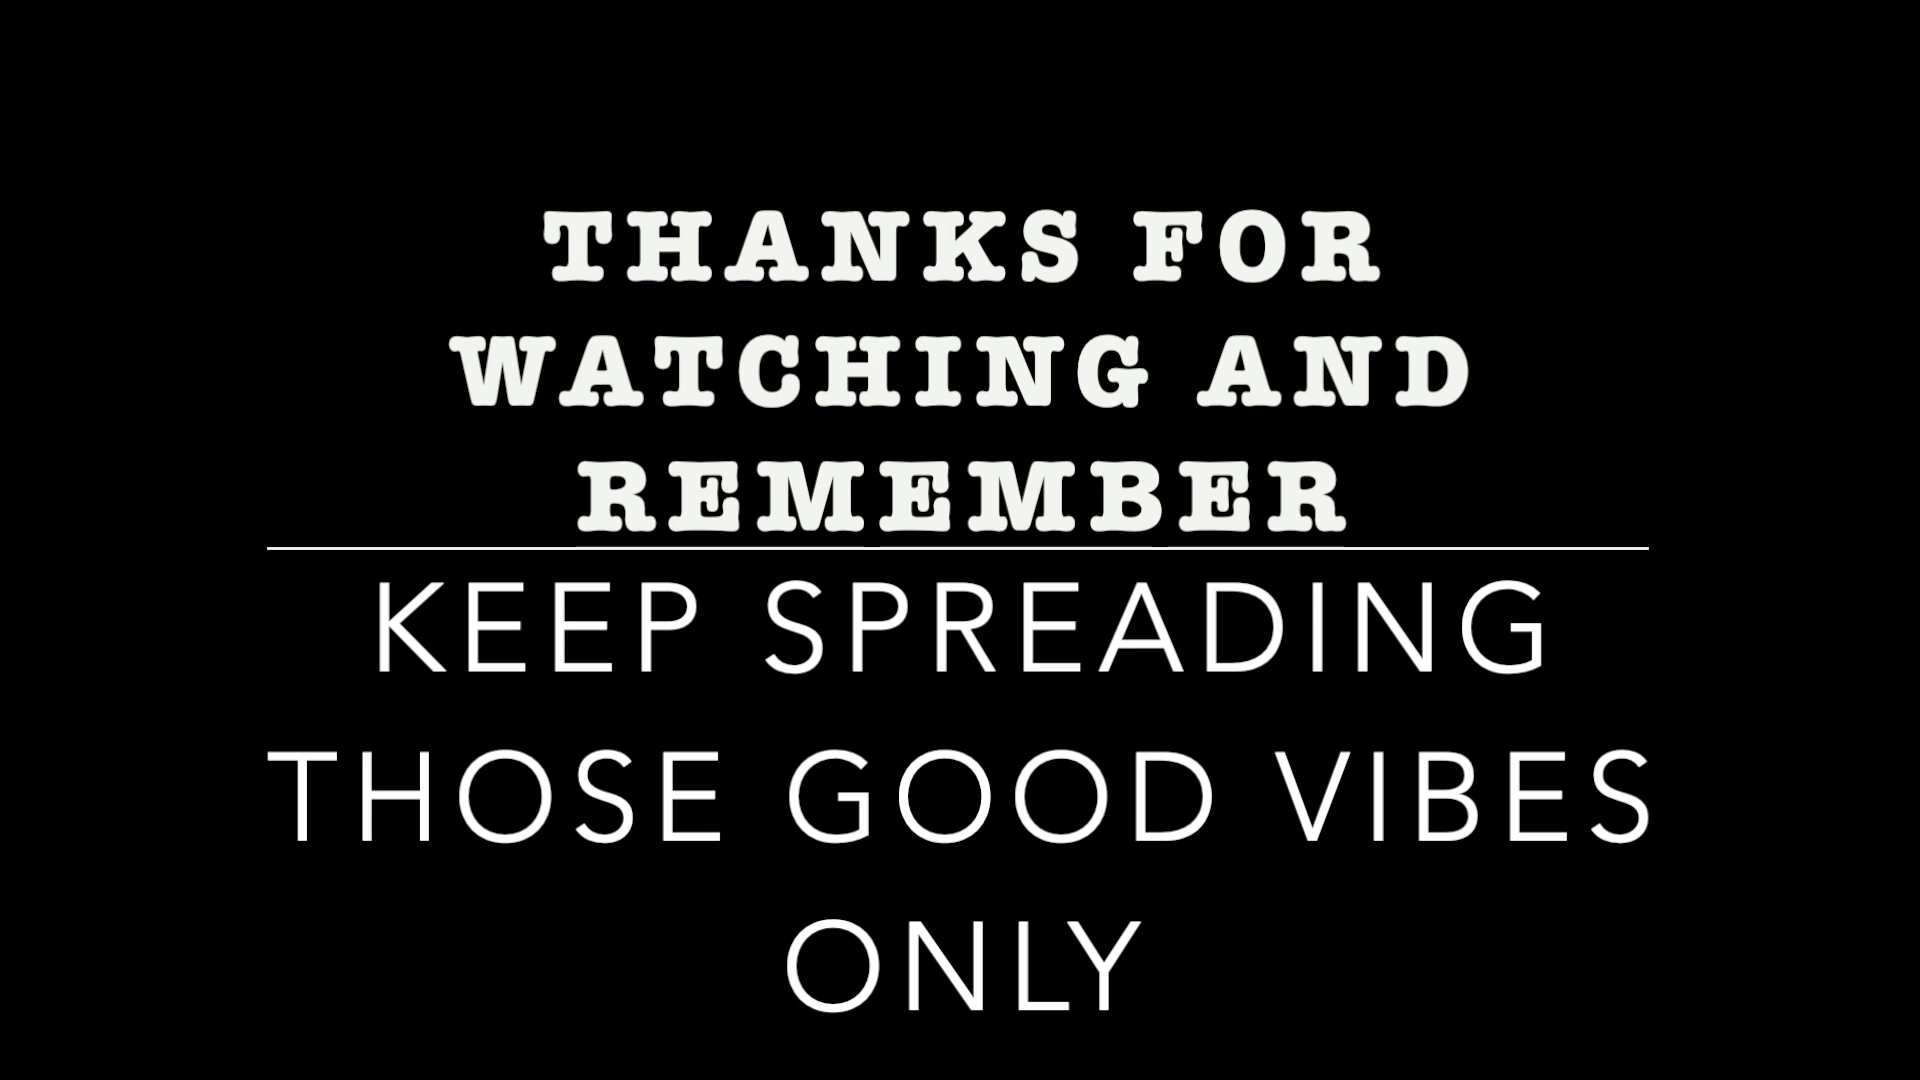 THANKS FOR
WATCHING AND
REMEMBER
KEEP SPREADING
THOSE GOOD VIBES
ONLY